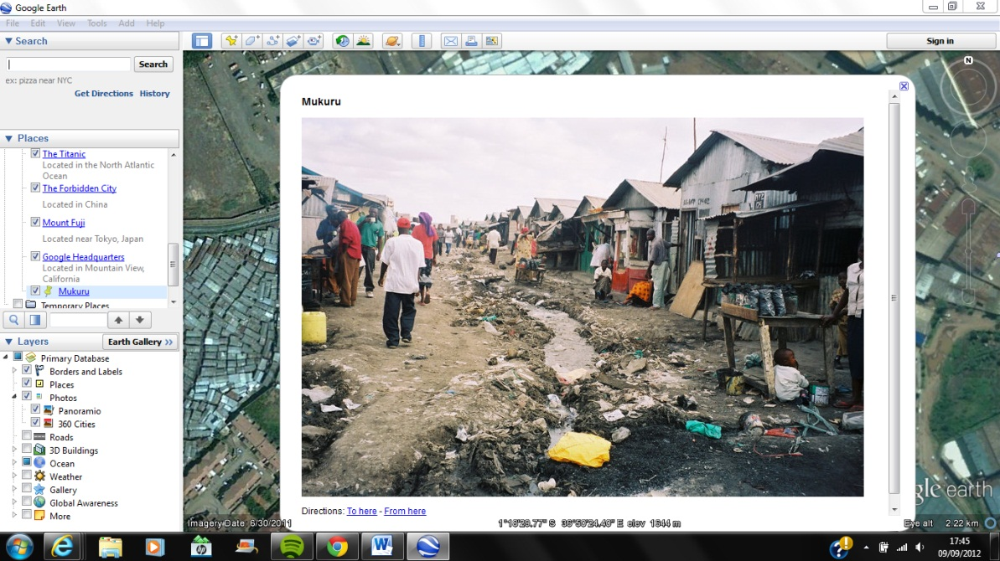 Google Earth
File Edit View Tools Add Help
Search
Search
ex: pizza near NYC
Get Directions History
Places
The Titanic
Located in the North Atlantic
Ocean
The Forbidden City
Located in China
Mount Fuji
Located near Tokyo, Japan
Google Headquarters
Located in Mountain View,
California
Mukuru
Temporary Places
Layers
Earth Gallery >>
Primary Database
Borders and Labels
Places
Photos
Panoramio
360 Cities
Roads
3D Buildings
Ocean
Weather
Gallery
Global Awareness
More
Sign in
N
Mukuru
Directions: To here - From here
gle earth
Imagery Date: 6/30/2011
1°18'29.77" S 36°50'24.40" E elev 1644 m
Eye alt 2.22 km
17:45
09/09/2012